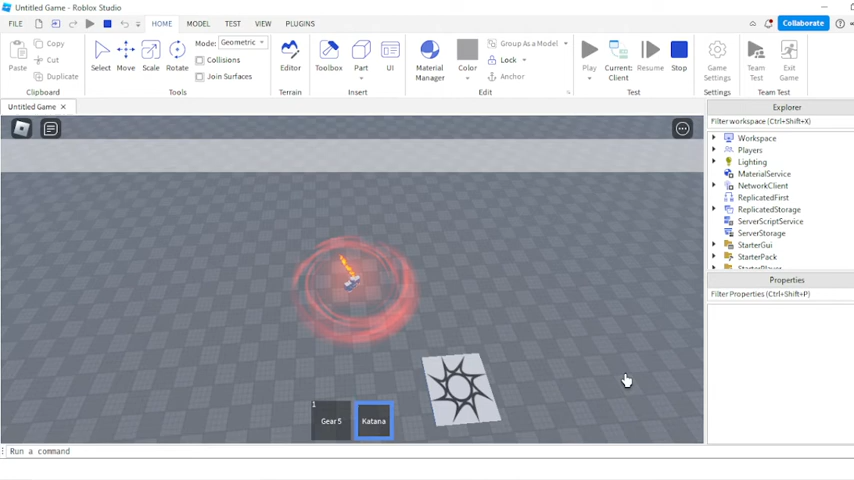 Untitled Game - Roblox Studio
FILE HOME MODEL TEST VIEW PLUGINS Collaborate
Paste Copy Cut Duplicate Select Move Scale Rotate Mode: Geometric Collisions Join Surfaces Editor Toolbox Part UI Material Manager Color Group As a Model Lock Anchor Play Current: Client Resume Stop Game Settings Team Test Exit Game
Clipboard Tools Terrain Insert Edit Test Settings Team Test
Untitled Game
Explorer
Filter workspace (Ctrl+Shift+X)
Workspace
Players
Lighting
MaterialService
NetworkClient
ReplicatedFirst
ReplicatedStorage
ServerScriptService
ServerStorage
StarterGui
StarterPack
StarterPlayer
Properties
Filter Properties (Ctrl+Shift+P)
1
Gear 5 Katana
Run a command